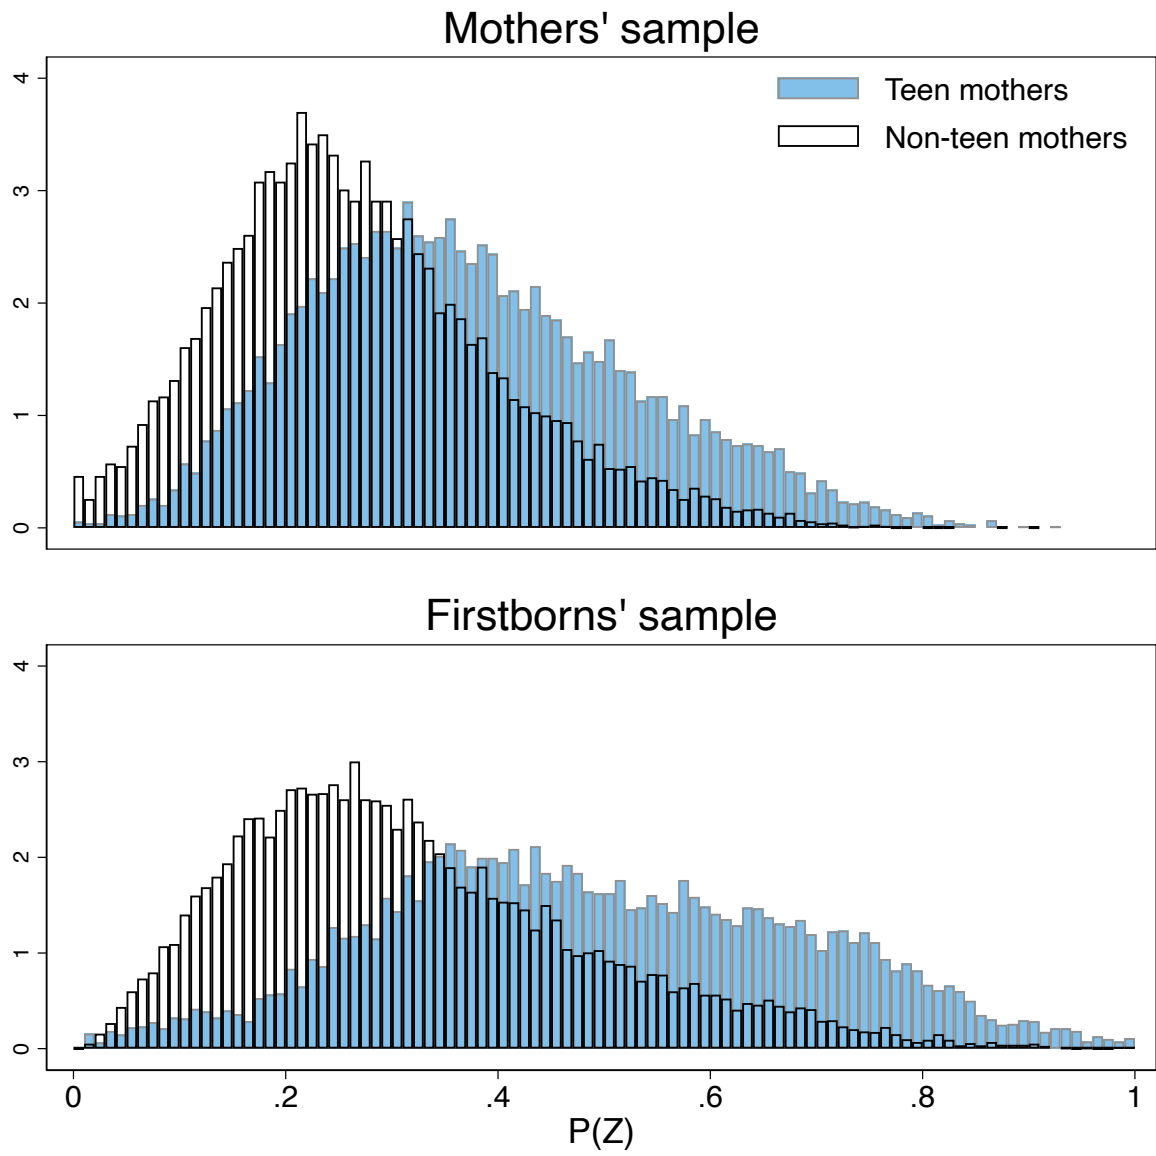 Mothers' sample
4
3
2
1
0
Teen mothers
Non-teen mothers
Firstborns' sample
4
3
2
1
0
0 .2 .4 .6 .8 1
P(Z)